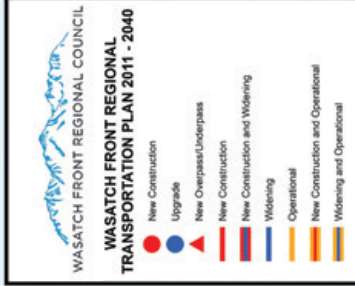 WASATCH FRONT REGIONAL COUNCIL
WASATCH FRONT REGIONAL
TRANSPORTATION PLAN 2011 - 2040
New Construction
Upgrade
New Overpass/Underpass
New Construction
New Construction and Widening
Widening
Operational
New Construction and Operational
Widening and Operational